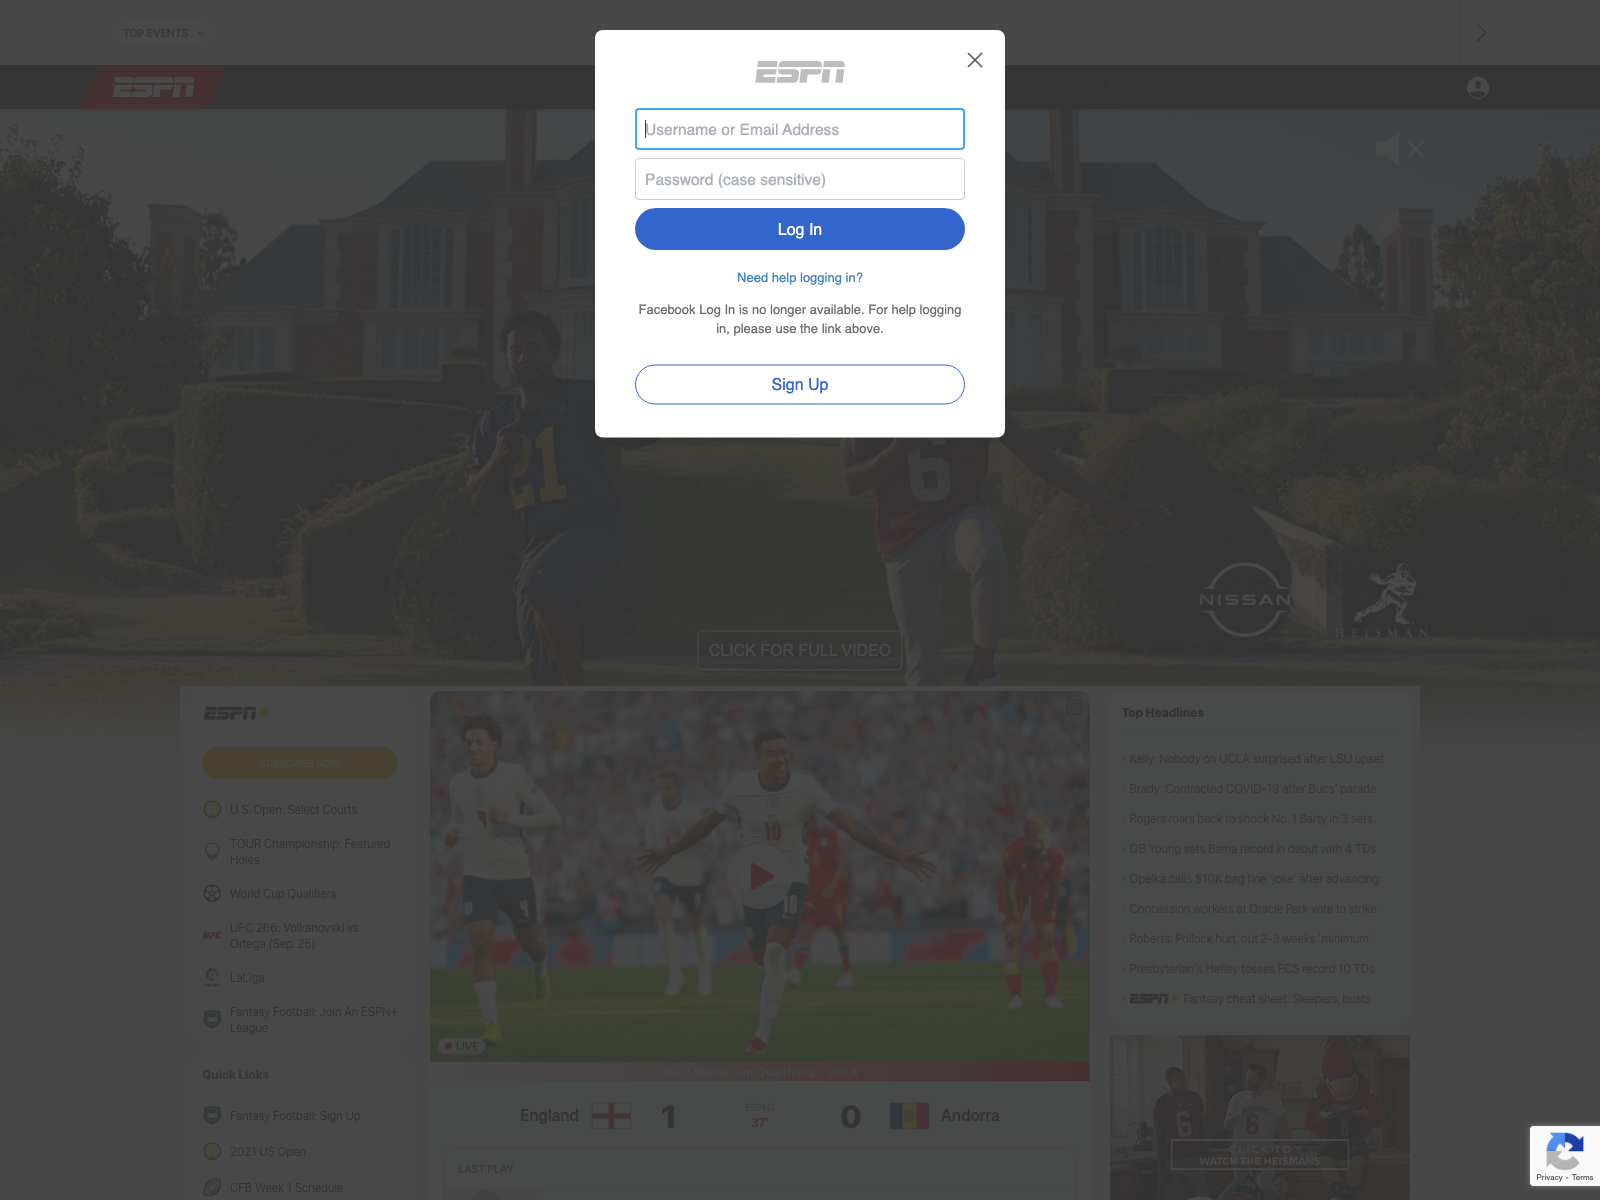 TOP EVENTS
ESPN
ESPN
Username or Email Address
Password (case sensitive)
Log In
Need help logging in?
Facebook Log In is no longer available. For help logging
in, please use the link above.
Sign Up
21
6
NISSAN
HEISMAN
CLICK FOR FULL VIDEO
ESPN+
SUBSCRIBE NOW
U.S. Open: Select Courts
TOUR Championship: Featured
Holes
World Cup Qualifiers
UFC
UFC 266: Volkanovski vs.
Ortega (Sep. 25)
LaLiga
Fantasy Football: Join An ESPN+
League
Quick Links
Fantasy Football: Sign Up
2021 US Open
CFB Week 1 Schedule
10
10
4
LIVE
2022 World Cup Qualifying - UEFA
England
1
ESPN2
37'
0
Andorra
LAST PLAY
Top Headlines
- Kelly: Nobody on UCLA surprised after LSU upset
- Brady: Contracted COVID-19 after Bucs' parade
- Rogers roars back to shock No. 1 Barty in 3 sets
- QB Young sets Bama record in debut with 4 TDs
- Opelka calls $10K bag fine 'joke' after advancing
- Concession workers at Oracle Park vote to strike
- Roberts: Pollock hurt, out 2-3 weeks 'minimum'
- Presbyterian's Hefley tosses FCS record 10 TDs
- ESPN+ Fantasy cheat sheet: Sleepers, busts
6
6
CLICK TO
WATCH THE HEISMANS
Privacy - Terms